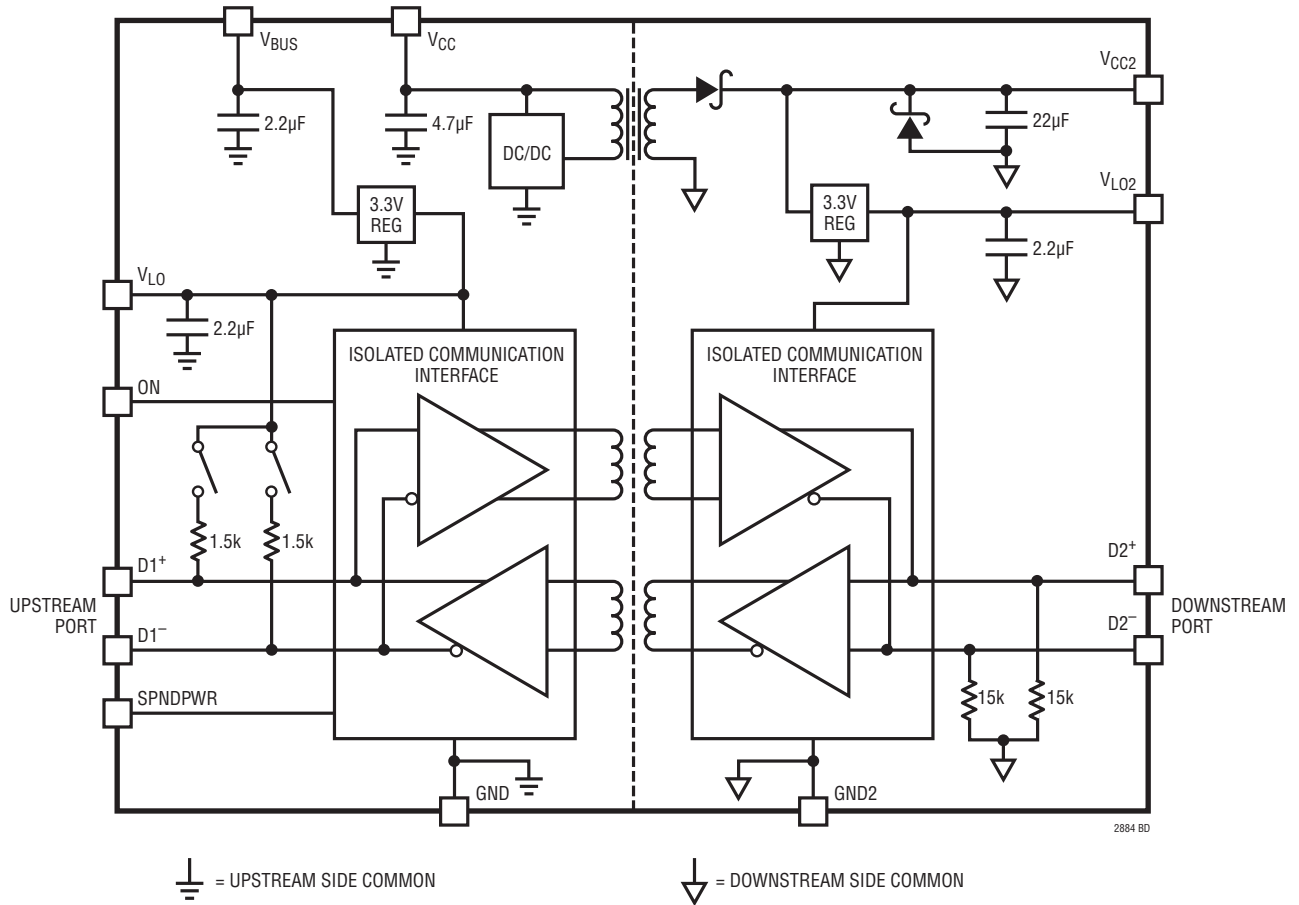 VBUS
VCC
VCC2
2.2µF
4.7µF
DC/DC
22µF
3.3V
REG
3.3V
REG
VLO2
2.2µF
VLO
2.2µF
ISOLATED COMMUNICATION
INTERFACE
ISOLATED COMMUNICATION
INTERFACE
ON
1.5k
1.5k
D1+
D2+
UPSTREAM
PORT
DOWNSTREAM
PORT
D1–
D2–
SPNDPWR
15k
15k
GND
GND2
2884 BD
= UPSTREAM SIDE COMMON
= DOWNSTREAM SIDE COMMON